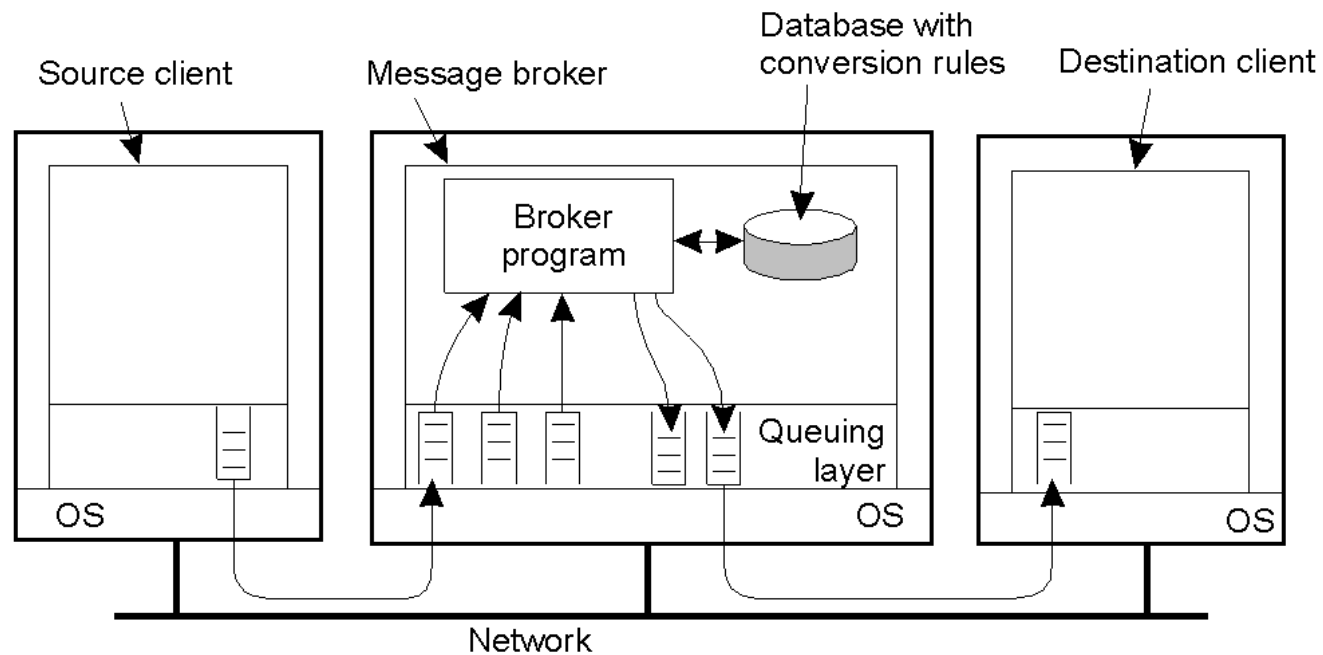 Source client
Message broker
Database with
conversion rules
Destination client
Broker
program
Queuing
layer
OS
OS
OS
Network